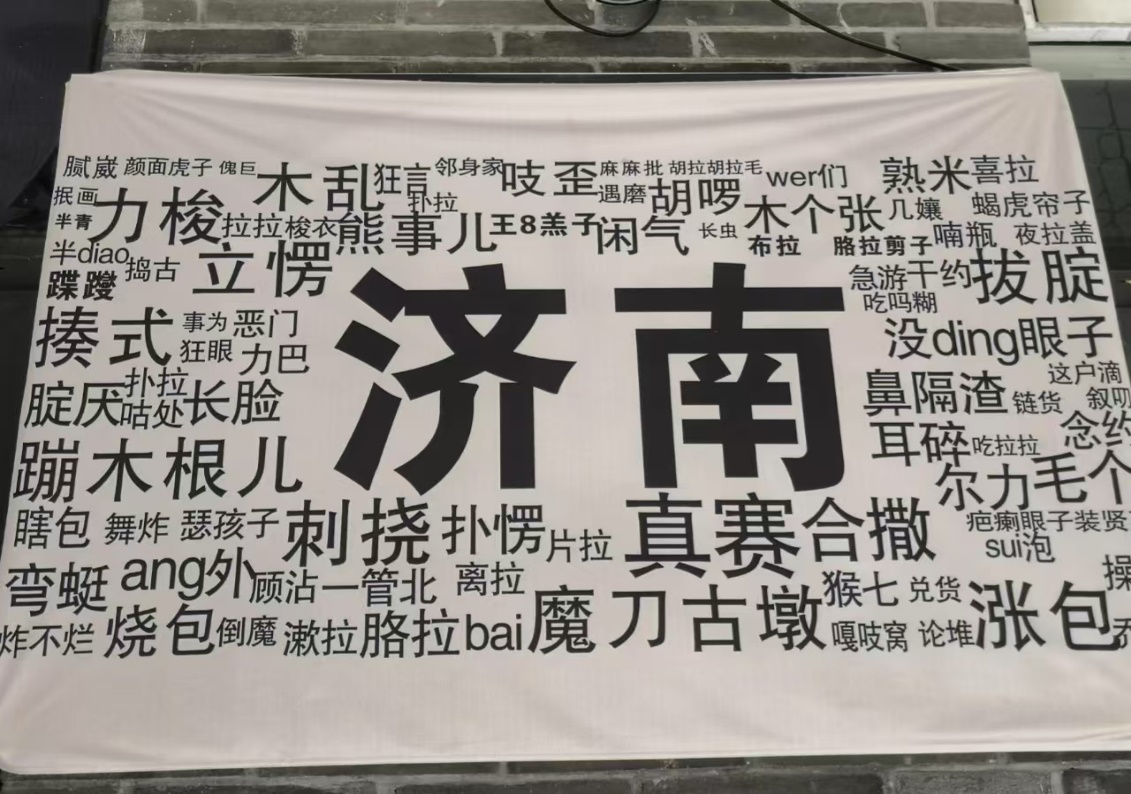 腻崴 颜面虎子 傀巨 木乱 狂言 邻身家 吱歪 麻麻批 胡拉胡拉毛 wer们 熟米 喜拉
抿画 力梭 扑拉 遇磨 胡啰 木个张 几孃 蝎虎帘子
半青 拉拉梭衣 熊事儿 王8羔子 闲气 长虫 布拉 胳拉剪子 喃瓶 夜拉盖
半diao 捣古 立愣 急游 干约 拔腚
蹀躞 吃吗糊
济南
揍式 事为 恶门 没ding眼子
狂眼 力巴 这户滴
腚厌 扑拉 长脸 鼻隔渣 链货 叙叨
咕处 耳碎 吃拉拉 念约
蹦木根儿 尔力毛个
瞎包 舞炸 瑟孩子 刺挠 扑愣 片拉 真赛 合撒 疤瘌眼子装贤
sui泡
弯蜓 ang外 顾沾一管北 离拉 猴七 兑货 操
炸不烂 烧包 倒魔 漱拉 胳拉bai 魔刀 古墩 嘎吱窝 论堆 涨包 乔